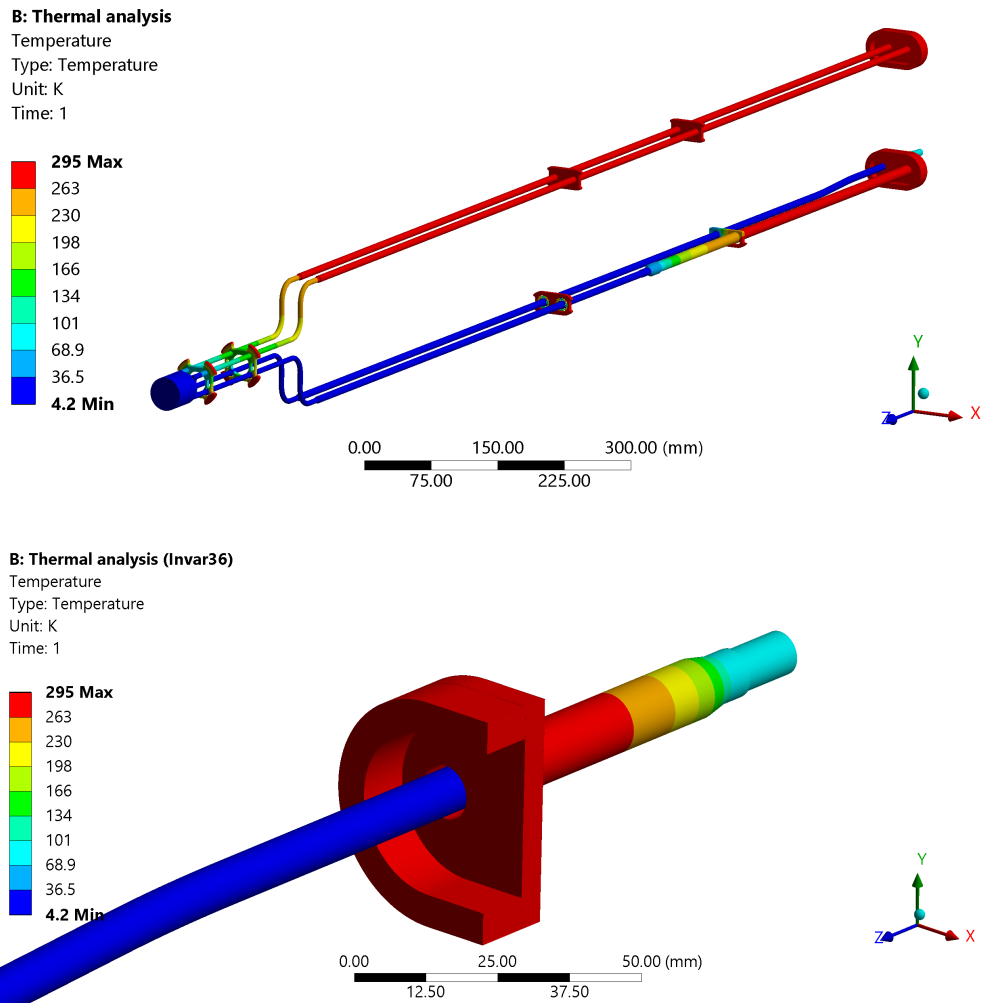 B: Thermal analysis
Temperature
Type: Temperature
Unit: K
Time: 1
295 Max
263
230
198
166
134
101
68.9
36.5
4.2 Min
Y
Z
X
0.00 150.00 300.00 (mm)
75.00 225.00
B: Thermal analysis (Invar36)
Temperature
Type: Temperature
Unit: K
Time: 1
295 Max
263
230
198
166
134
101
68.9
36.5
4.2 Min
Y
Z
X
0.00 25.00 50.00 (mm)
12.50 37.50